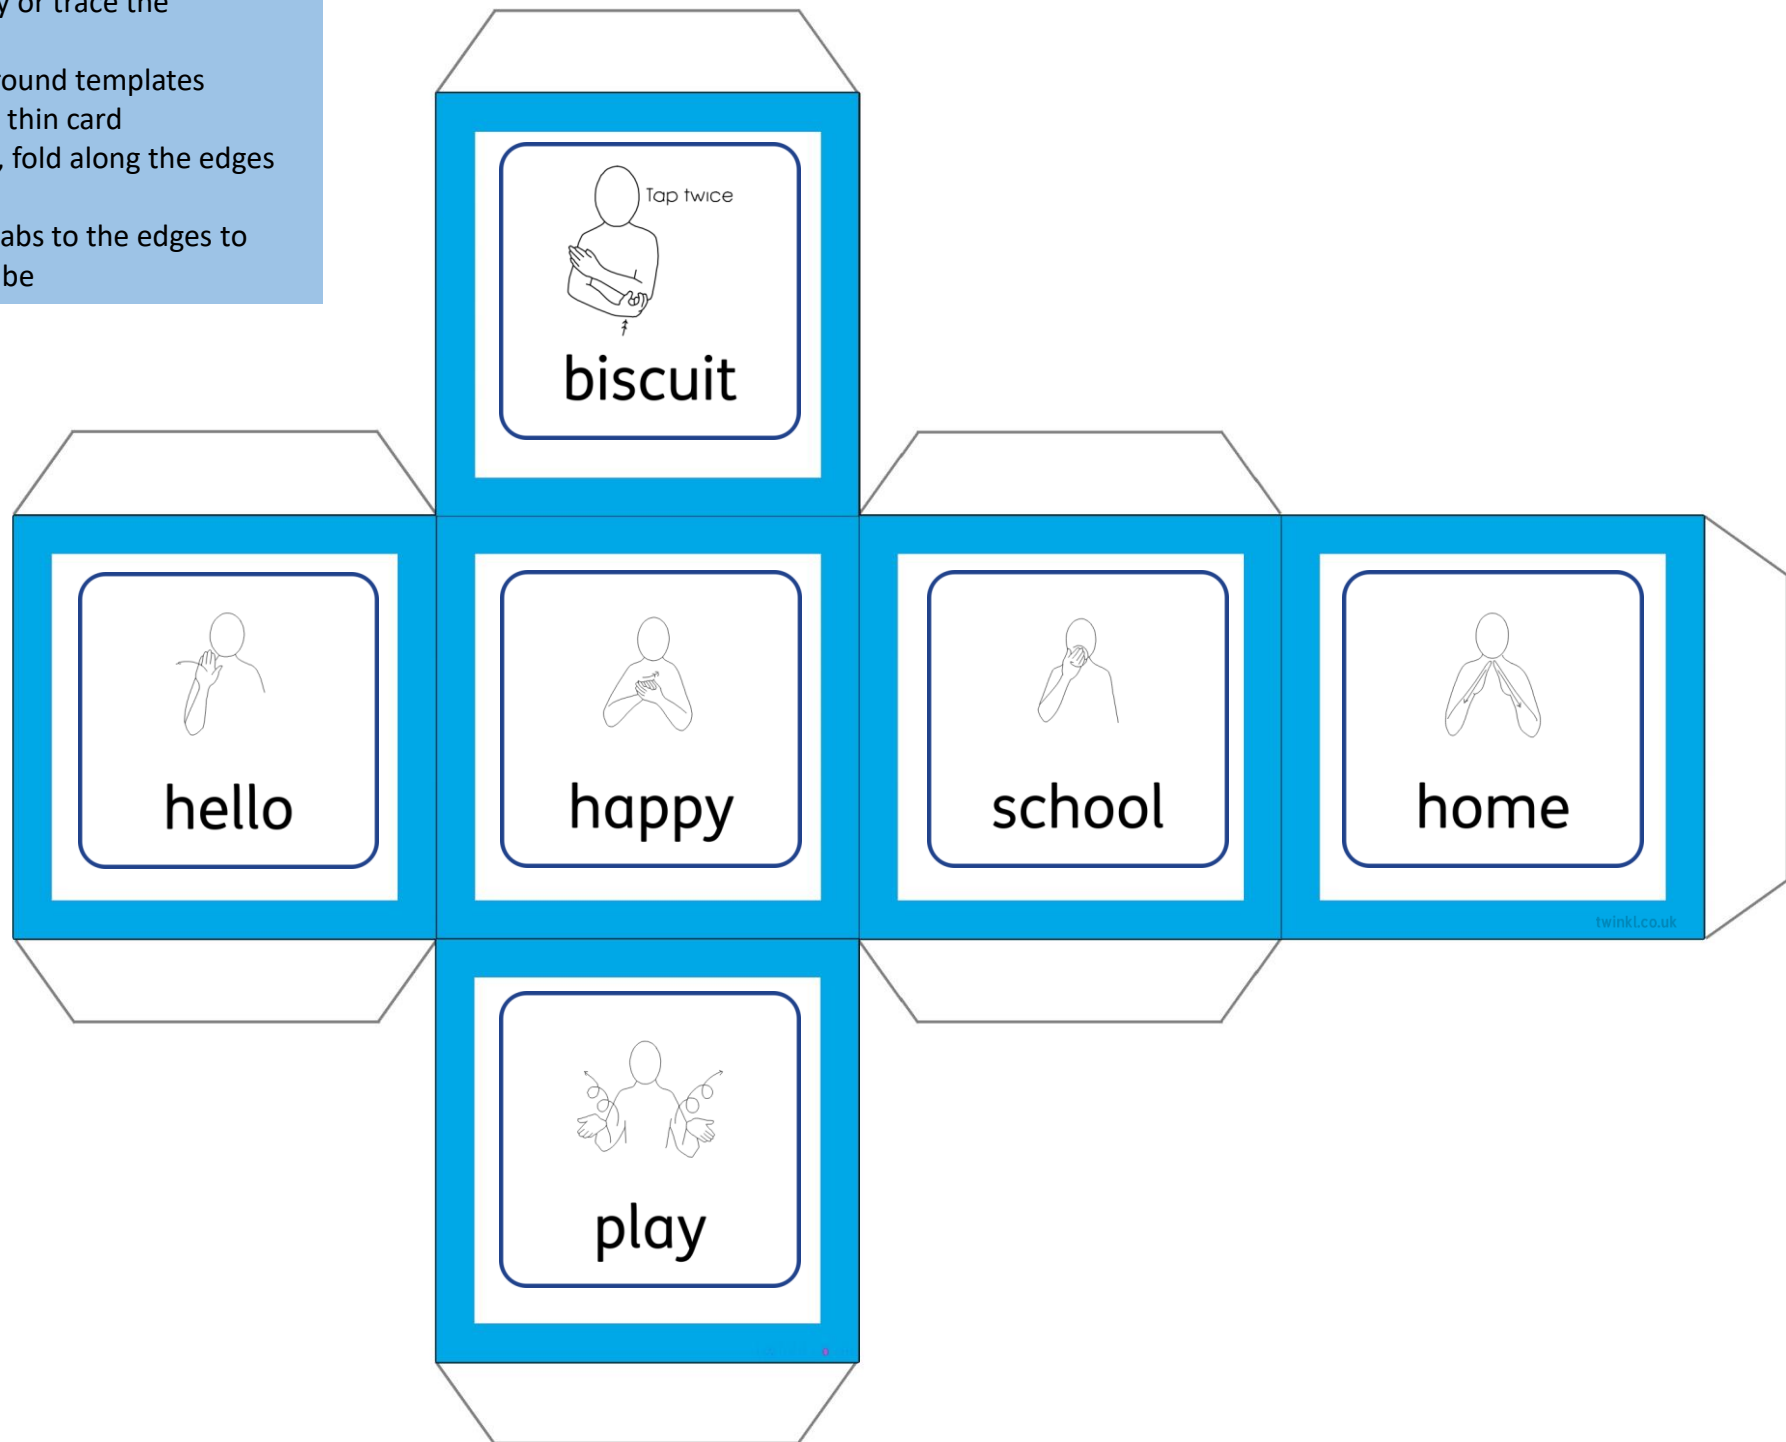 y or trace the
ound templates
thin card
, fold along the edges
abs to the edges to
be
Tap twice
biscuit
hello
happy
school
home
twinkl.co.uk
play